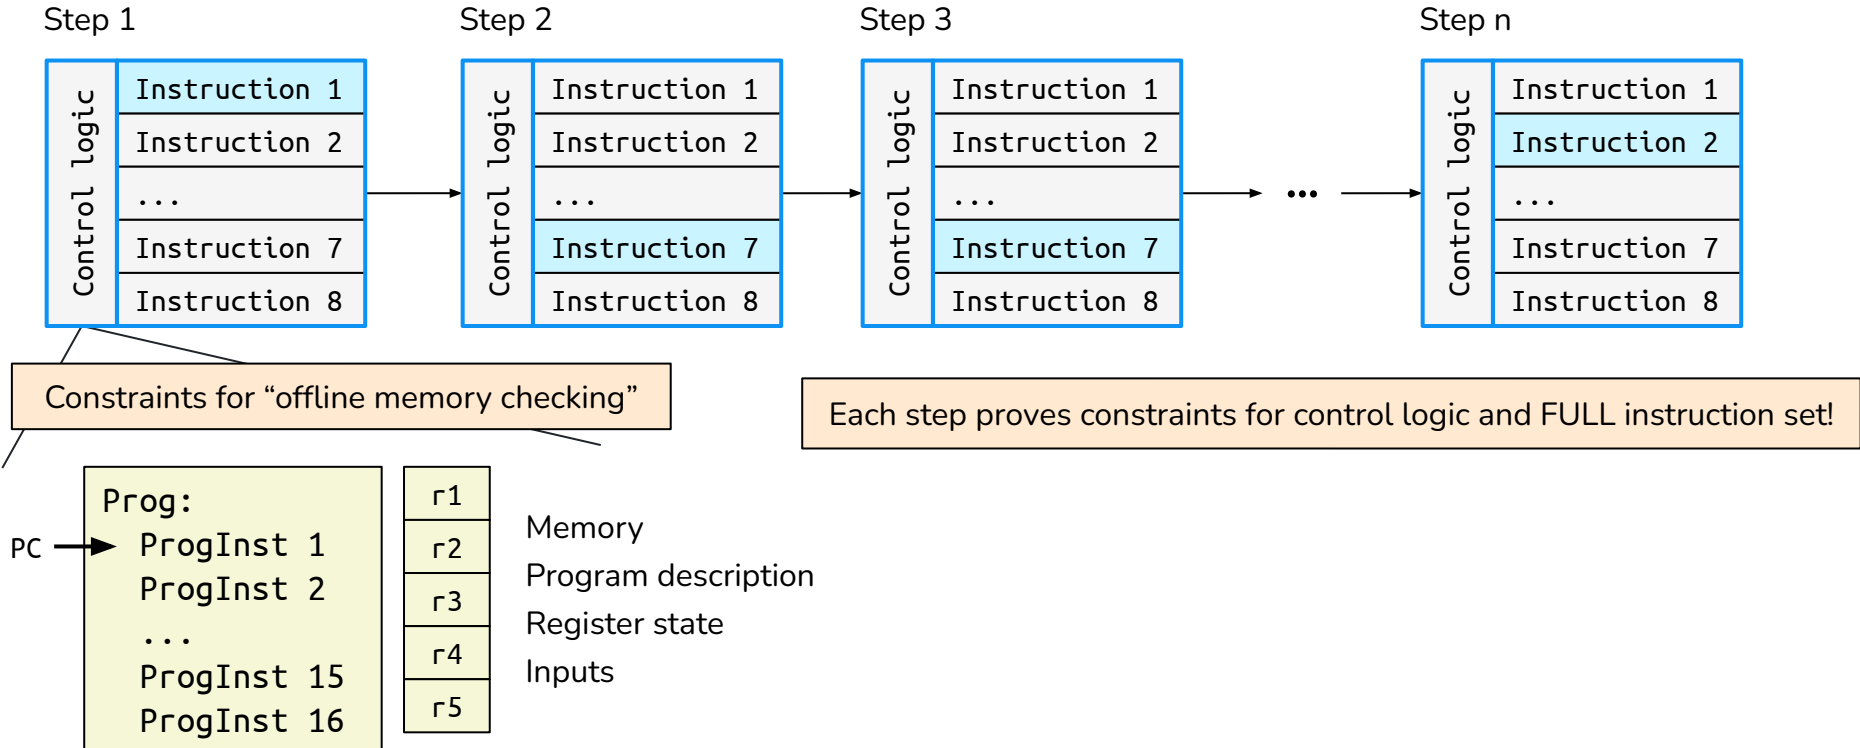 Step 1
Step 2
Step 3
Step n
Control logic
Instruction 1
Instruction 2
...
Instruction 7
Instruction 8
Control logic
Instruction 1
Instruction 2
...
Instruction 7
Instruction 8
Control logic
Instruction 1
Instruction 2
...
Instruction 7
Instruction 8
...
Control logic
Instruction 1
Instruction 2
...
Instruction 7
Instruction 8
Constraints for “offline memory checking”
Each step proves constraints for control logic and FULL instruction set!
PC
Prog:
ProgInst 1
ProgInst 2
...
ProgInst 15
ProgInst 16
r1
r2
r3
r4
r5
Memory
Program description
Register state
Inputs